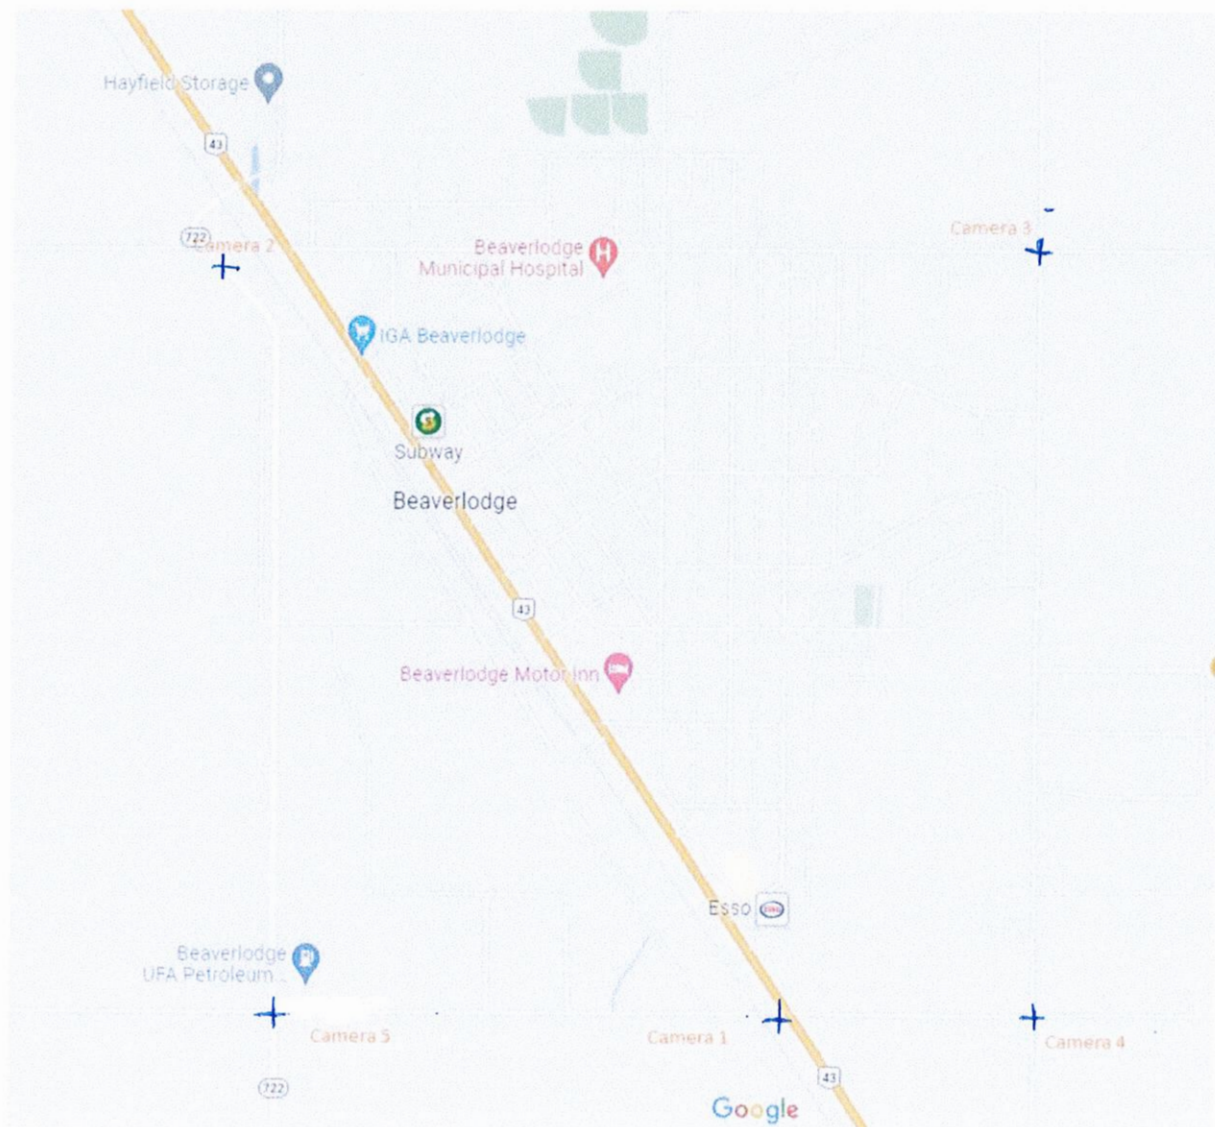 Hayfield Storage
43
722
Camera 2
Camera 3
Beaverlodge
Municipal Hospital
IGA Beaverlodge
Subway
Beaverlodge
43
Beaverlodge Motor Inn
Esso
Beaverlodge
UFA Petroleum...
Camera 5
Camera 1
Camera 4
43
722
Google